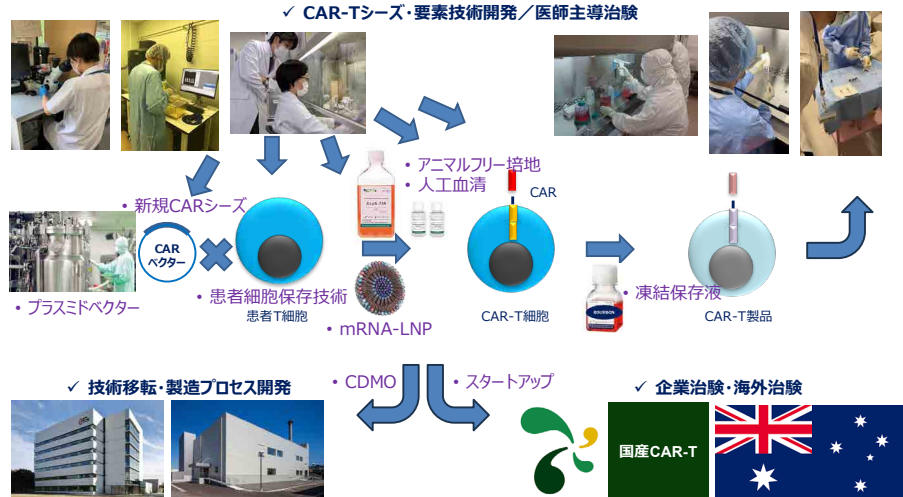 ✓ CAR-Tシーズ・要素技術開発／医師主導治験
• アニマルフリー培地
• 人工血清
CAR
• 新規CARシーズ
CAR
ベクター
• プラスミドベクター
• 患者細胞保存技術
患者T細胞
• mRNA-LNP
CAR-T細胞
BOURBON
• 凍結保存液
CAR-T製品
• CDMO
• スタートアップ
✓ 技術移転・製造プロセス開発
✓ 企業治験・海外治験
国産CAR-T